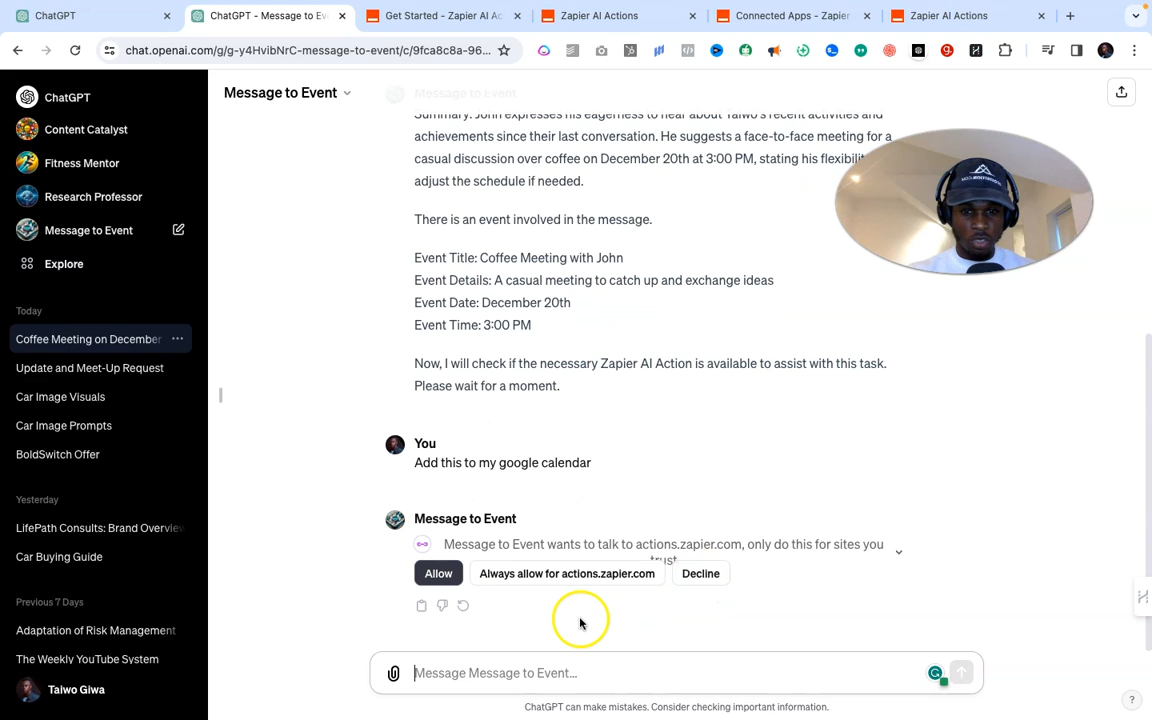 ChatGPT
ChatGPT - Message to Eve
Get Started - Zapier AI Ac
Zapier AI Actions
Connected Apps - Zapier
Zapier AI Actions
chat.openai.com/g/g-y4HvibNrC-message-to-event/c/9fca8c8a-96...
ChatGPT
Content Catalyst
Fitness Mentor
Research Professor
Message to Event
Explore
Today
Coffee Meeting on December
Update and Meet-Up Request
Car Image Visuals
Car Image Prompts
BoldSwitch Offer
Yesterday
LifePath Consults: Brand Overview
Car Buying Guide
Previous 7 Days
Adaptation of Risk Management
The Weekly YouTube System
Taiwo Giwa
Message to Event
Message to Event
Summary: John expresses his eagerness to hear about Taiwo's recent activities and
achievements since their last conversation. He suggests a face-to-face meeting for a
casual discussion over coffee on December 20th at 3:00 PM, stating his flexibili
adjust the schedule if needed.
There is an event involved in the message.
Event Title: Coffee Meeting with John
Event Details: A casual meeting to catch up and exchange ideas
Event Date: December 20th
Event Time: 3:00 PM
Now, I will check if the necessary Zapier AI Action is available to assist with this task.
Please wait for a moment.
You
Add this to my google calendar
Message to Event
Message to Event wants to talk to actions.zapier.com, only do this for sites you
trust
Allow
Always allow for actions.zapier.com
Decline
Message Message to Event...
ChatGPT can make mistakes. Consider checking important information.
?